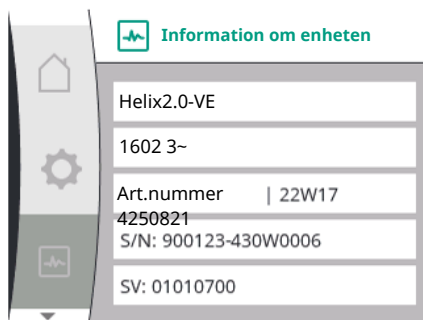 Information om enheten
Helix2.0-VE
1602 3~
Art.nummer | 22W17
4250821
S/N: 900123-430W0006
SV: 01010700